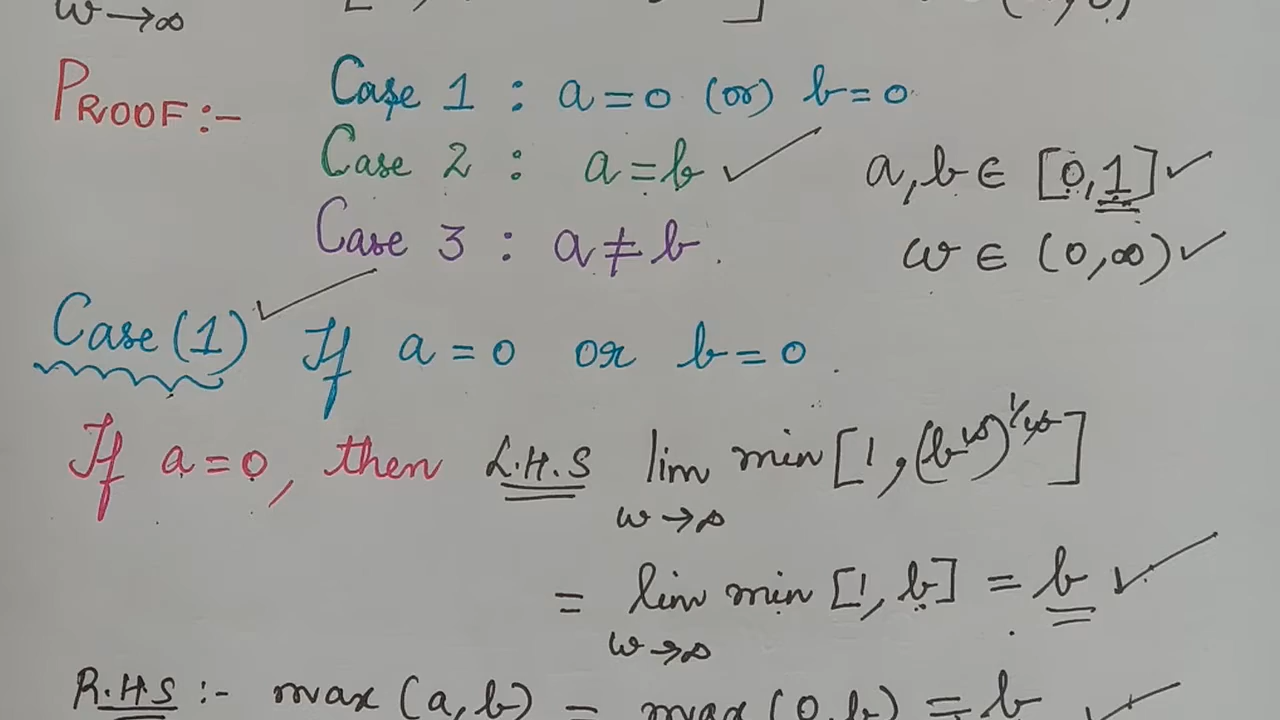 w→∞
PROOF:- Case 1 : a=0 (or) b=0
Case 2 : a=b ✓
a,b∈ [0,1] ✓
Case 3 : a≠b.
w∈ (0,∞) ✓
Case (1) ✓ If a=0 or b=0.
If a=0, then L.H.S lim min [1, (b^w)^1/w]
w→∞
= lim min [1, b] = b ✓
w→∞
R.H.S :- max (a,b) = max (0,b) = b ✓